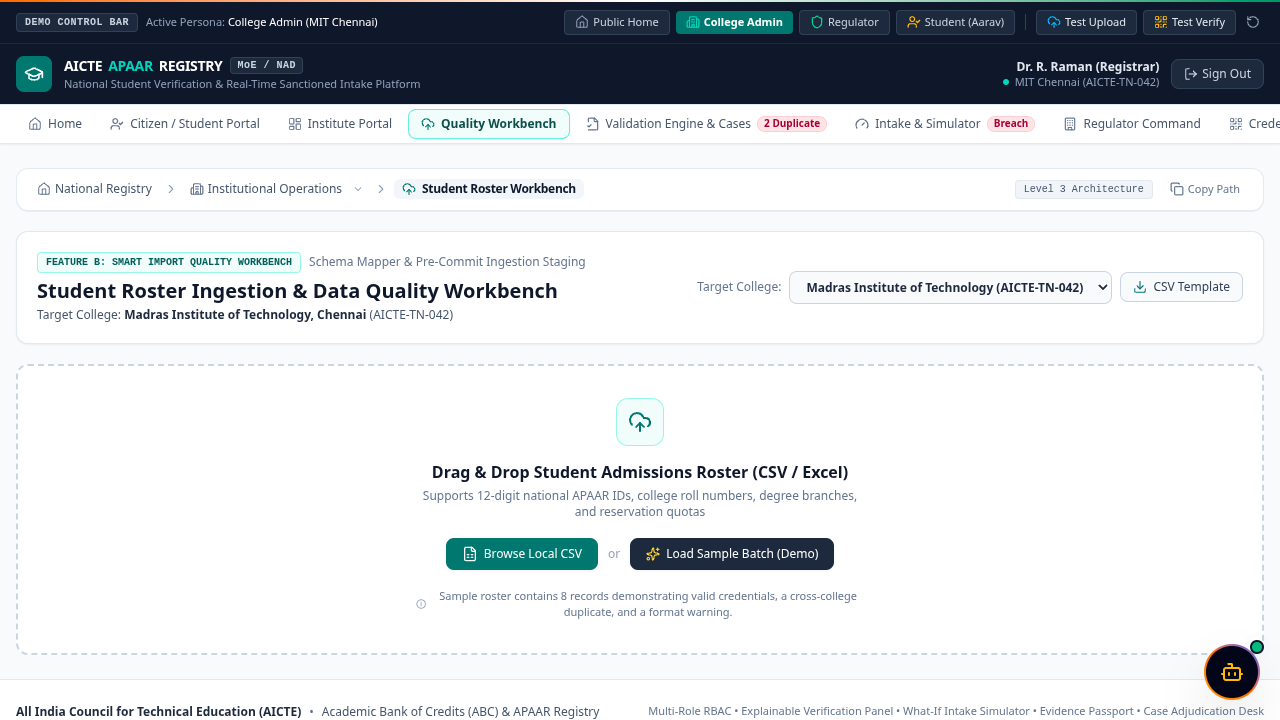 DEMO CONTROL BAR Active Persona: College Admin (MIT Chennai) Public Home College Admin Regulator Student (Aarav) Test Upload Test Verify
AICTE APAAR REGISTRY MoE / NAD
National Student Verification & Real-Time Sanctioned Intake Platform
Dr. R. Raman (Registrar)
MIT Chennai (AICTE-TN-042)
Sign Out
Home Citizen / Student Portal Institute Portal Quality Workbench Validation Engine & Cases 2 Duplicate Intake & Simulator Breach Regulator Command Crede
National Registry Institutional Operations Student Roster Workbench Level 3 Architecture Copy Path
FEATURE B: SMART IMPORT QUALITY WORKBENCH Schema Mapper & Pre-Commit Ingestion Staging
Student Roster Ingestion & Data Quality Workbench
Target College: Madras Institute of Technology, Chennai (AICTE-TN-042)
Target College: Madras Institute of Technology (AICTE-TN-042) CSV Template
Drag & Drop Student Admissions Roster (CSV / Excel)
Supports 12-digit national APAAR IDs, college roll numbers, degree branches,
and reservation quotas
Browse Local CSV or Load Sample Batch (Demo)
Sample roster contains 8 records demonstrating valid credentials, a cross-college
duplicate, and a format warning.
All India Council for Technical Education (AICTE) • Academic Bank of Credits (ABC) & APAAR Registry Multi-Role RBAC • Explainable Verification Panel • What-If Intake Simulator • Evidence Passport • Case Adjudication Desk